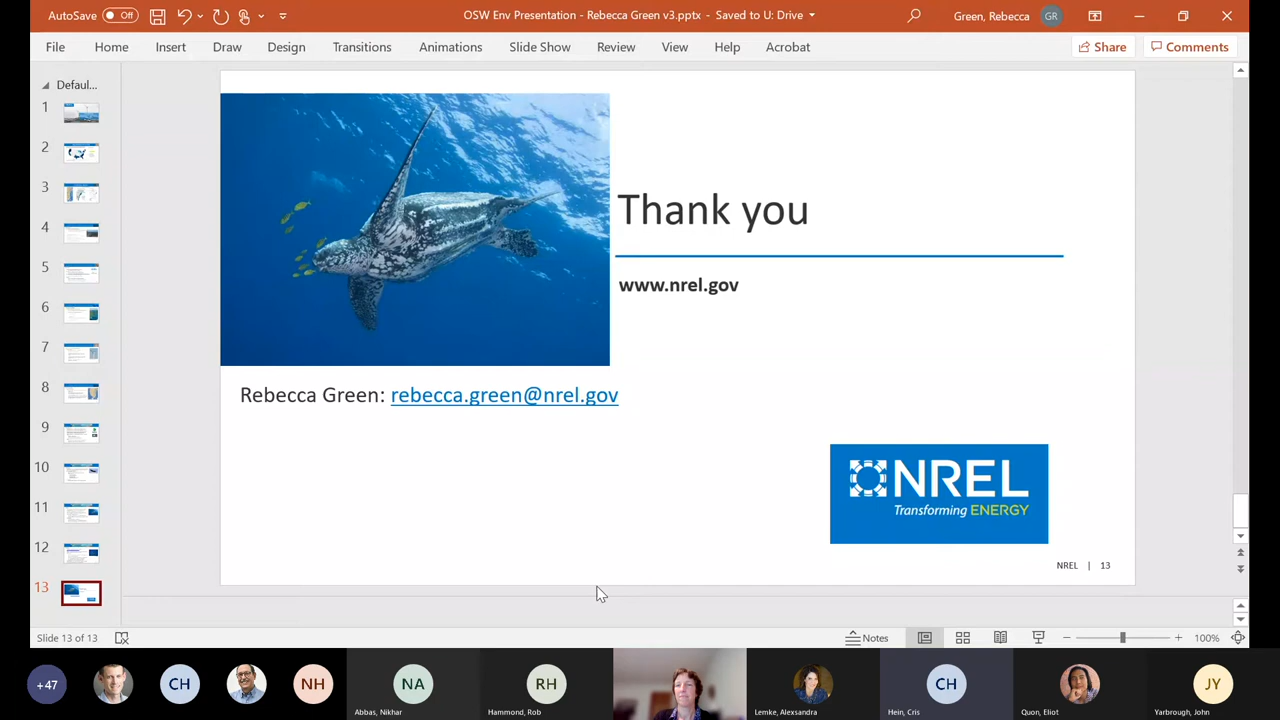 AutoSave Off OSW Env Presentation - Rebecca Green v3.pptx - Saved to U: Drive Green, Rebecca GR
File Home Insert Draw Design Transitions Animations Slide Show Review View Help Acrobat Share Comments
Defaul...
1
2
3
4
5
6
7
8
9
10
11
12
13
Thank you
www.nrel.gov
Rebecca Green: rebecca.green@nrel.gov
NREL
Transforming ENERGY
NREL | 13
Slide 13 of 13 Notes 100%
+47 CH NH NA RH CH JY
Abbas, Nikhar Hammond, Rob Lemke, Alexsandra Hein, Cris Quon, Eliot Yarbrough, John